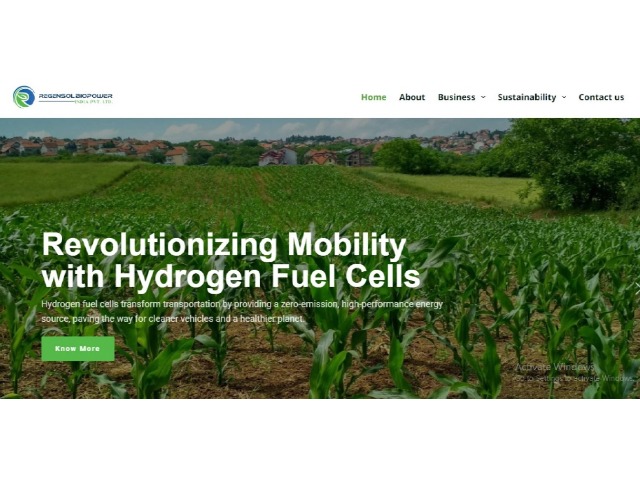 REGENSOL BIOPOWER
INDIA PVT. LTD.
Home About Business Sustainability Contact us
Revolutionizing Mobility
with Hydrogen Fuel Cells
Hydrogen fuel cells transform transportation by providing a zero-emission, high-performance energy
source, paving the way for cleaner vehicles and a healthier planet.
Know More
Activate Windows
Go to Settings to Activate Windows.